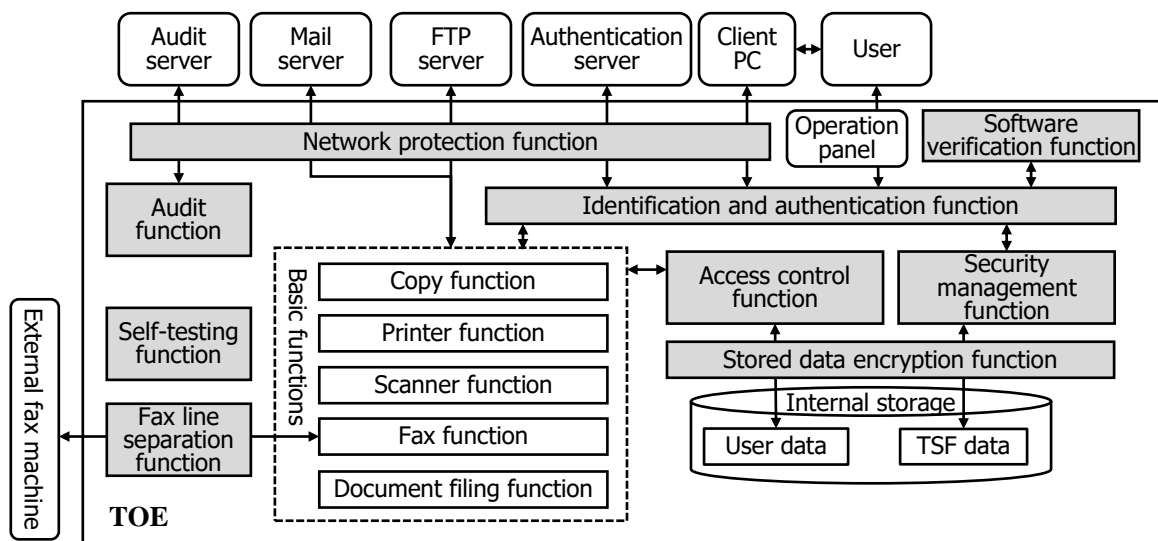 Audit
server
Mail
server
FTP
server
Authentication
server
Client
PC
User
Network protection function
Operation
panel
Software
verification function
Audit
function
Identification and authentication function
Basic functions
Copy function
Printer function
Scanner function
Fax function
Document filing function
Access control
function
Security
management
function
External fax machine
Self-testing
function
Stored data encryption function
Fax line
separation
function
Internal storage
User data
TSF data
TOE